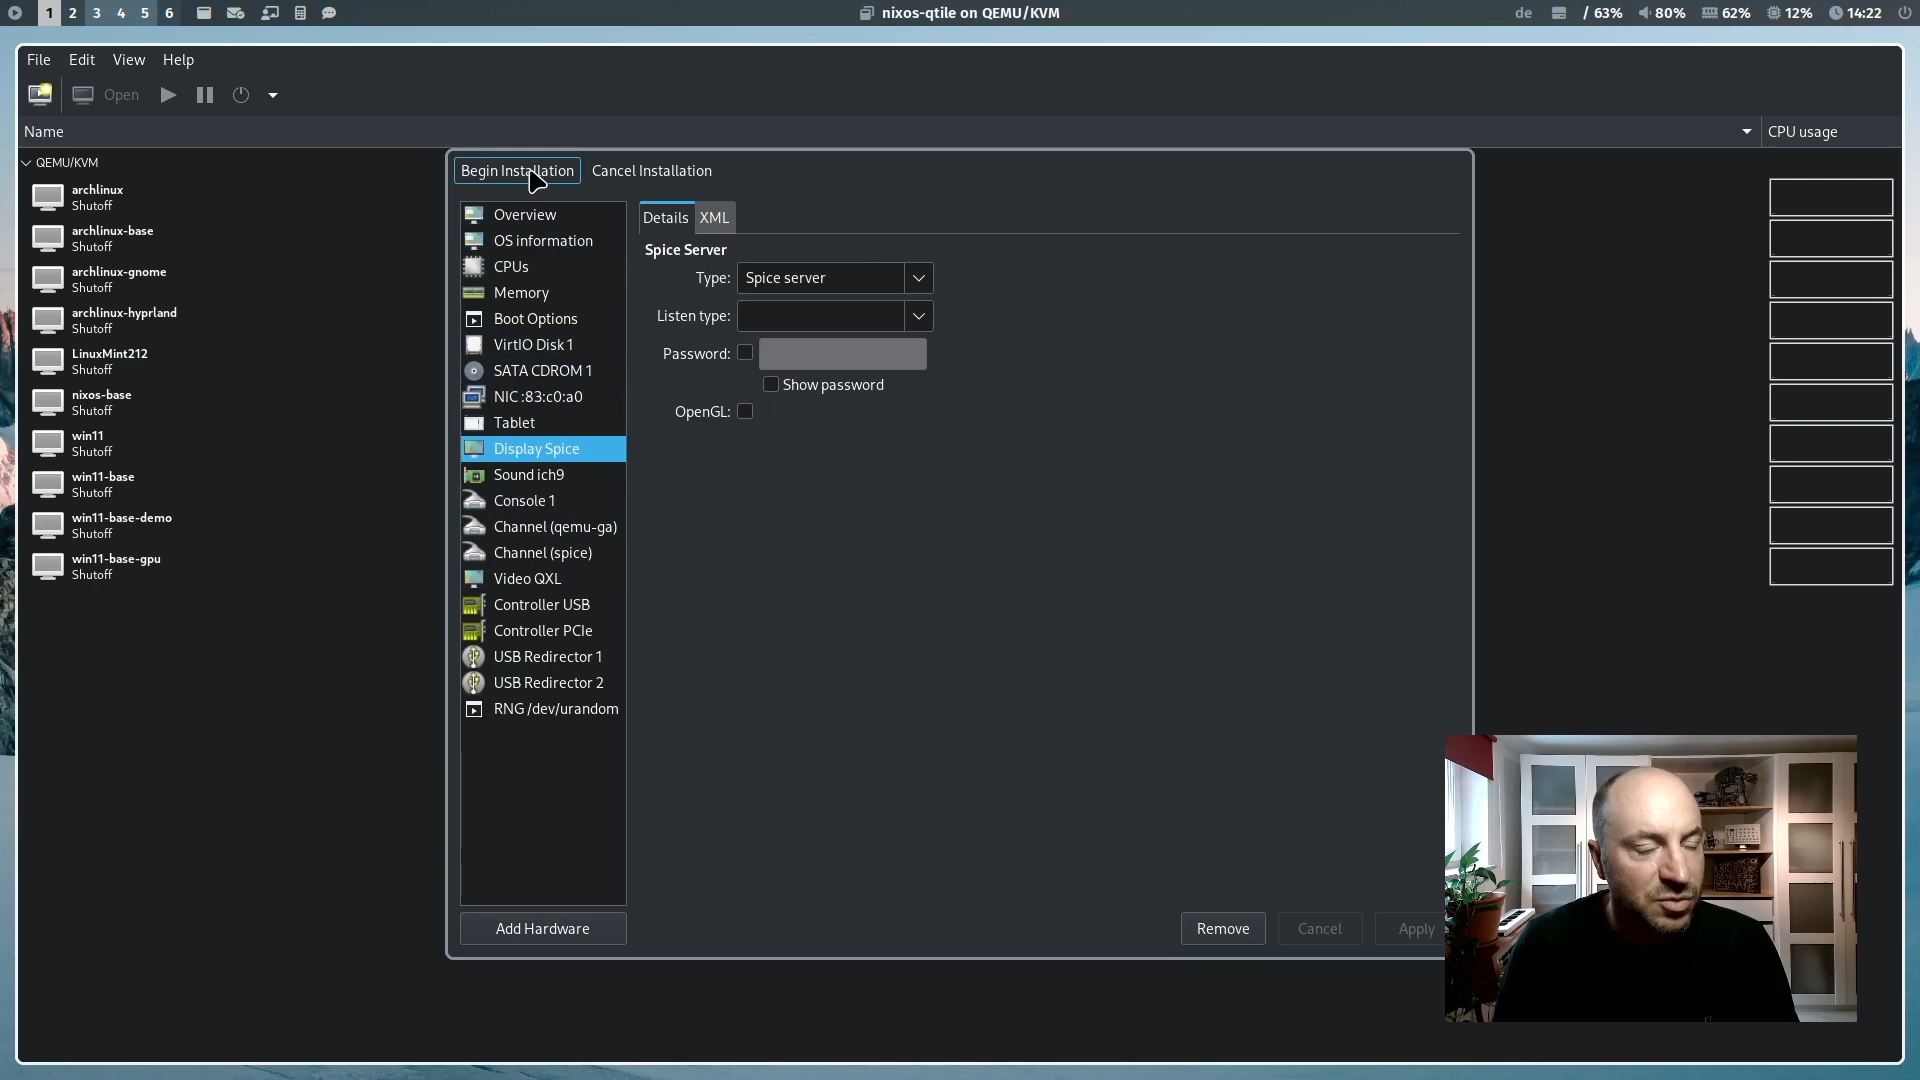 1 2 3 4 5 6
nixos-qtile on QEMU/KVM
de / 63% 80% 62% 12% 14:22
File Edit View Help
Open
Name CPU usage
QEMU/KVM
archlinux
Shutoff
archlinux-base
Shutoff
archlinux-gnome
Shutoff
archlinux-hyprland
Shutoff
LinuxMint212
Shutoff
nixos-base
Shutoff
win11
Shutoff
win11-base
Shutoff
win11-base-demo
Shutoff
win11-base-gpu
Shutoff
Begin Installation Cancel Installation
Overview
OS information
CPUs
Memory
Boot Options
VirtIO Disk 1
SATA CDROM 1
NIC :83:c0:a0
Tablet
Display Spice
Sound ich9
Console 1
Channel (qemu-ga)
Channel (spice)
Video QXL
Controller USB
Controller PCIe
USB Redirector 1
USB Redirector 2
RNG /dev/urandom
Add Hardware
Details XML
Spice Server
Type: Spice server
Listen type:
Password:
Show password
OpenGL:
Remove Cancel Apply